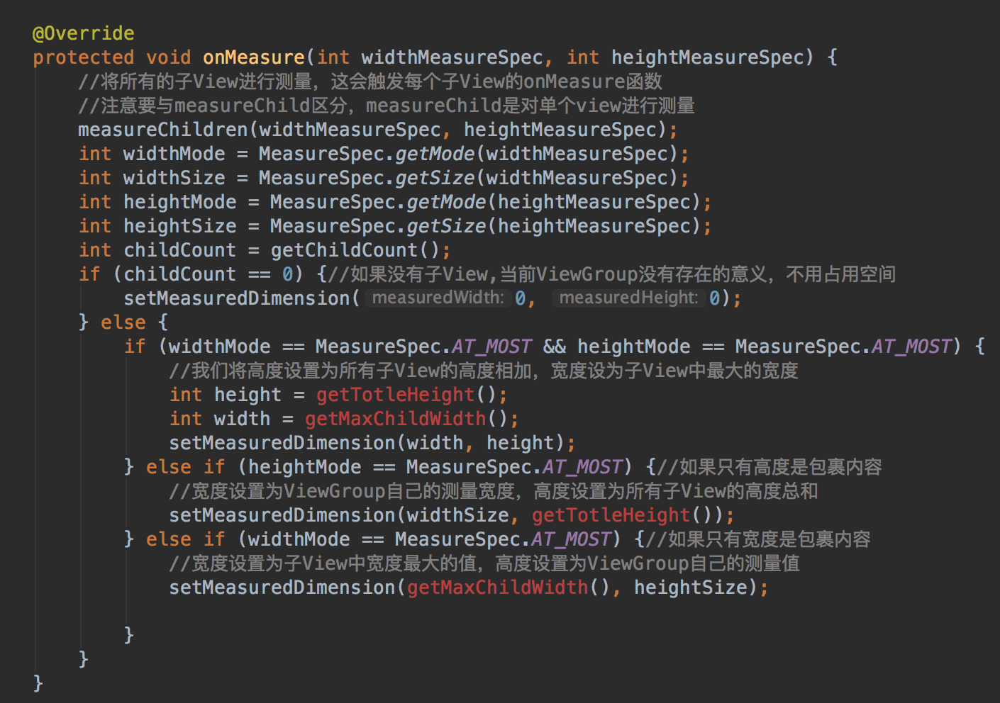 @Override
protected void onMeasure(int widthMeasureSpec, int heightMeasureSpec) {
//将所有的子View进行测量，这会触发每个子View的onMeasure函数
//注意要与measureChild区分，measureChild是对单个view进行测量
measureChildren(widthMeasureSpec, heightMeasureSpec);
int widthMode = MeasureSpec.getMode(widthMeasureSpec);
int widthSize = MeasureSpec.getSize(widthMeasureSpec);
int heightMode = MeasureSpec.getMode(heightMeasureSpec);
int heightSize = MeasureSpec.getSize(heightMeasureSpec);
int childCount = getChildCount();
if (childCount == 0) {//如果没有子View,当前ViewGroup没有存在的意义，不用占用空间
setMeasuredDimension( measuredWidth: 0, measuredHeight: 0);
} else {
if (widthMode == MeasureSpec.AT_MOST && heightMode == MeasureSpec.AT_MOST) {
//我们将高度设置为所有子View的高度相加，宽度设为子View中最大的宽度
int height = getTotleHeight();
int width = getMaxChildWidth();
setMeasuredDimension(width, height);
} else if (heightMode == MeasureSpec.AT_MOST) {//如果只有高度是包裹内容
//宽度设置为ViewGroup自己的测量宽度，高度设置为所有子View的高度总和
setMeasuredDimension(widthSize, getTotleHeight());
} else if (widthMode == MeasureSpec.AT_MOST) {//如果只有宽度是包裹内容
//宽度设置为子View中宽度最大的值，高度设置为ViewGroup自己的测量值
setMeasuredDimension(getMaxChildWidth(), heightSize);
}
}
}